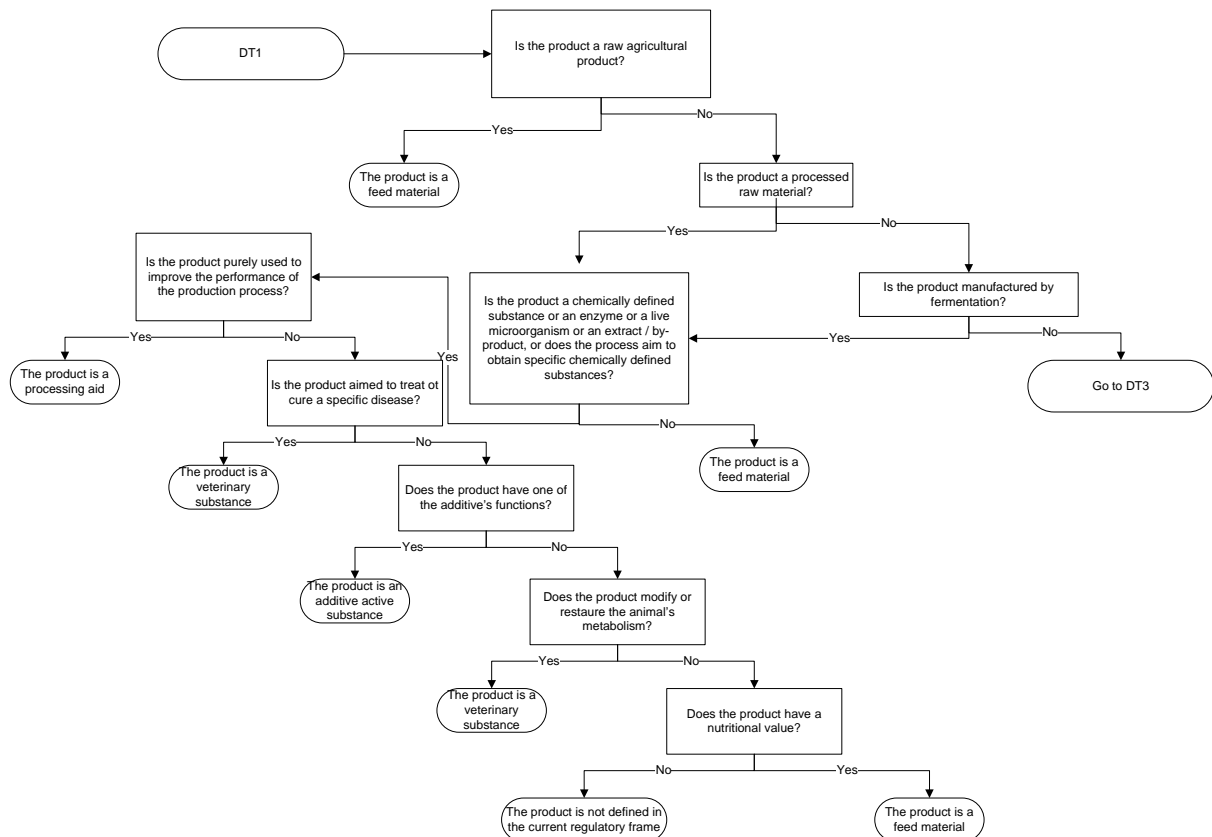 DT1
Is the product a raw agricultural
product?
Yes
No
The product is a
feed material
Is the product a processed
raw material?
Yes
No
Is the product purely used to
improve the performance of
the production process?
Is the product a chemically defined
substance or an enzyme or a live
microorganism or an extract / by-
product, or does the process aim to
obtain specific chemically defined
substances?
Is the product manufactured by
fermentation?
Yes
No
Yes
No
The product is a
processing aid
Is the product aimed to treat ot
cure a specific disease?
Go to DT3
Yes
No
No
The product is a
veterinary
substance
Does the product have one of
the additive's functions?
The product is a
feed material
Yes
No
The product is an
additive active
substance
Does the product modify or
restaure the animal's
metabolism?
Yes
No
The product is a
veterinary
substance
Does the product have a
nutritional value?
No
Yes
The product is not defined in
the current regulatory frame
The product is a
feed material